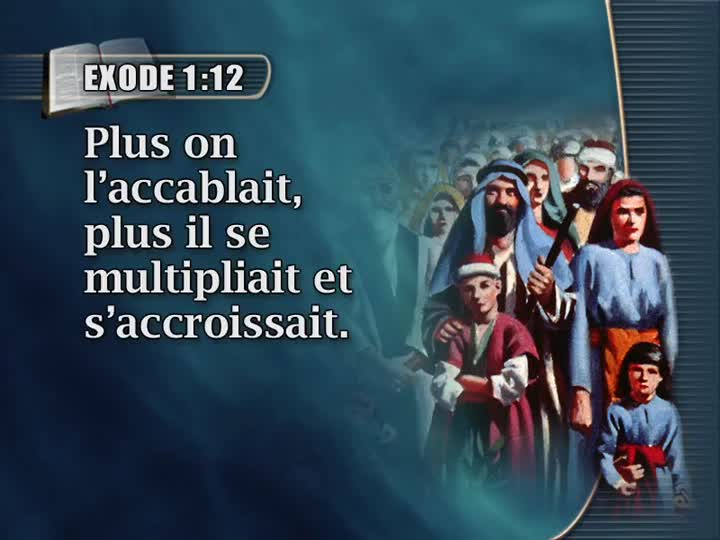 EXODE 1:12
Plus on
l’accablait,
plus il se
multipliait et
s’accroissait.